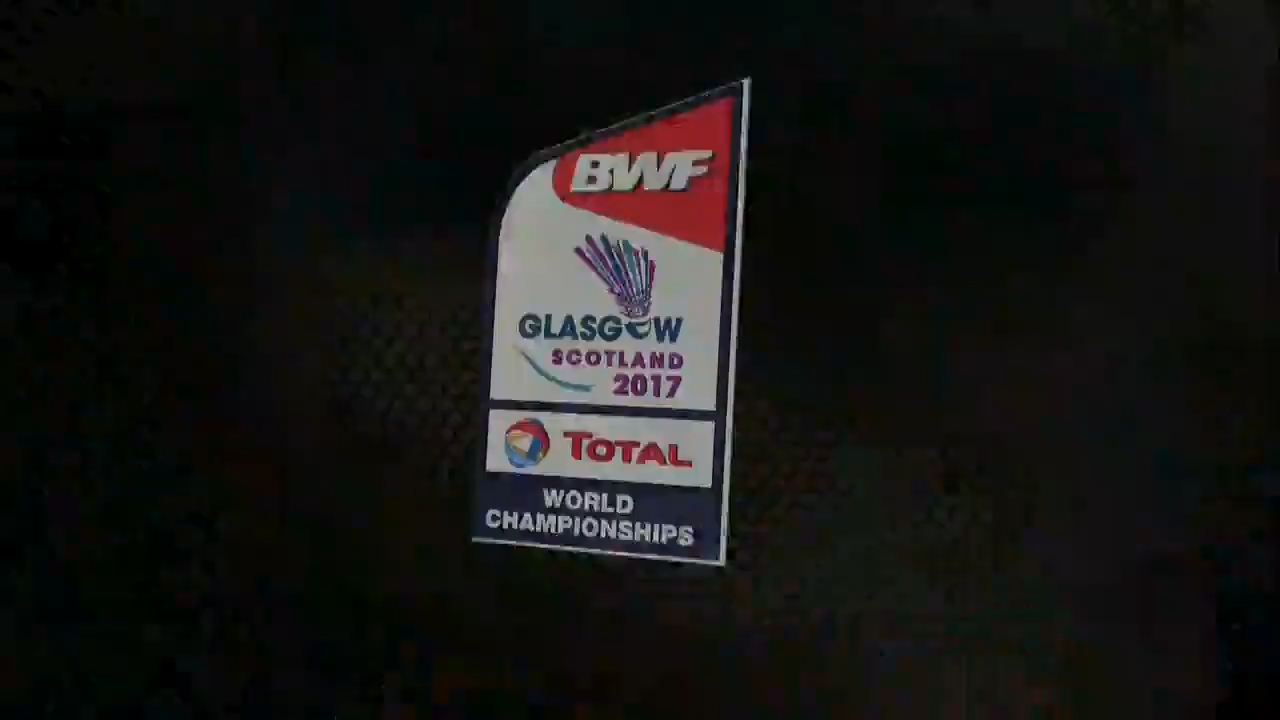 BWF
GLASGOW
SCOTLAND
2017
TOTAL
WORLD
CHAMPIONSHIPS